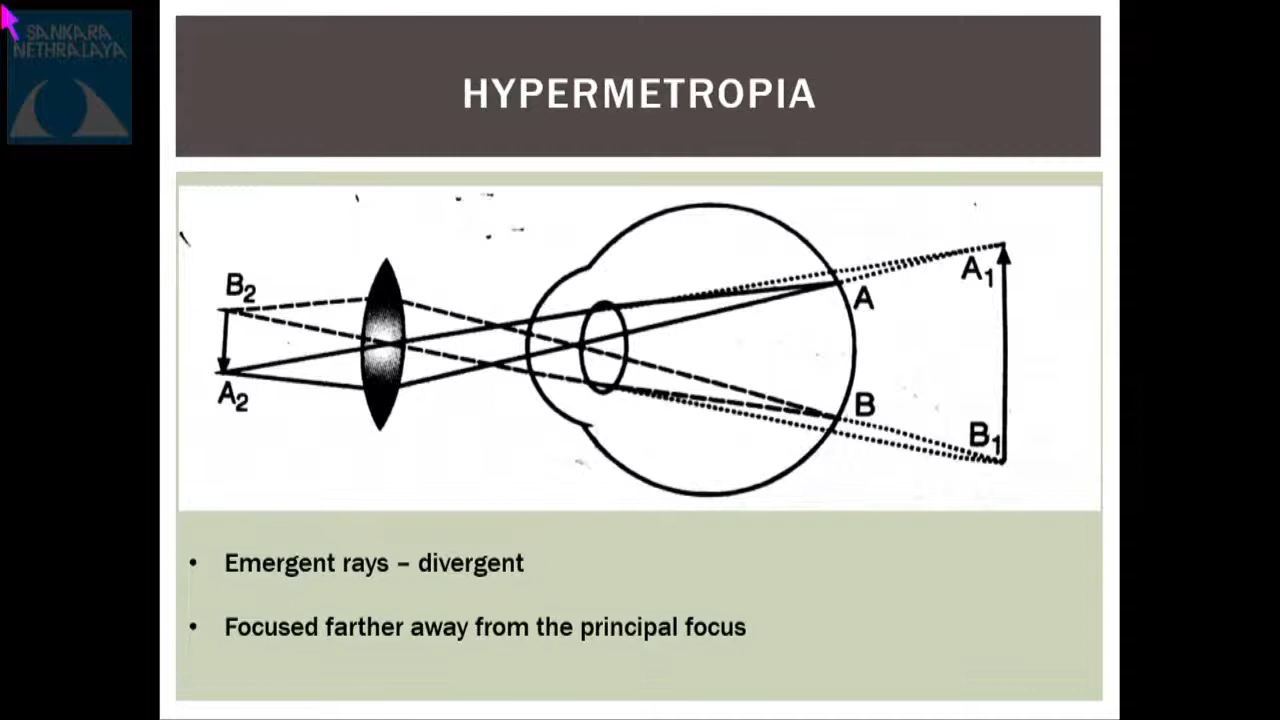 SANKARA
NETHRALAYA
HYPERMETROPIA
B2
A2
A
B
A1
B1
• Emergent rays – divergent
• Focused farther away from the principal focus